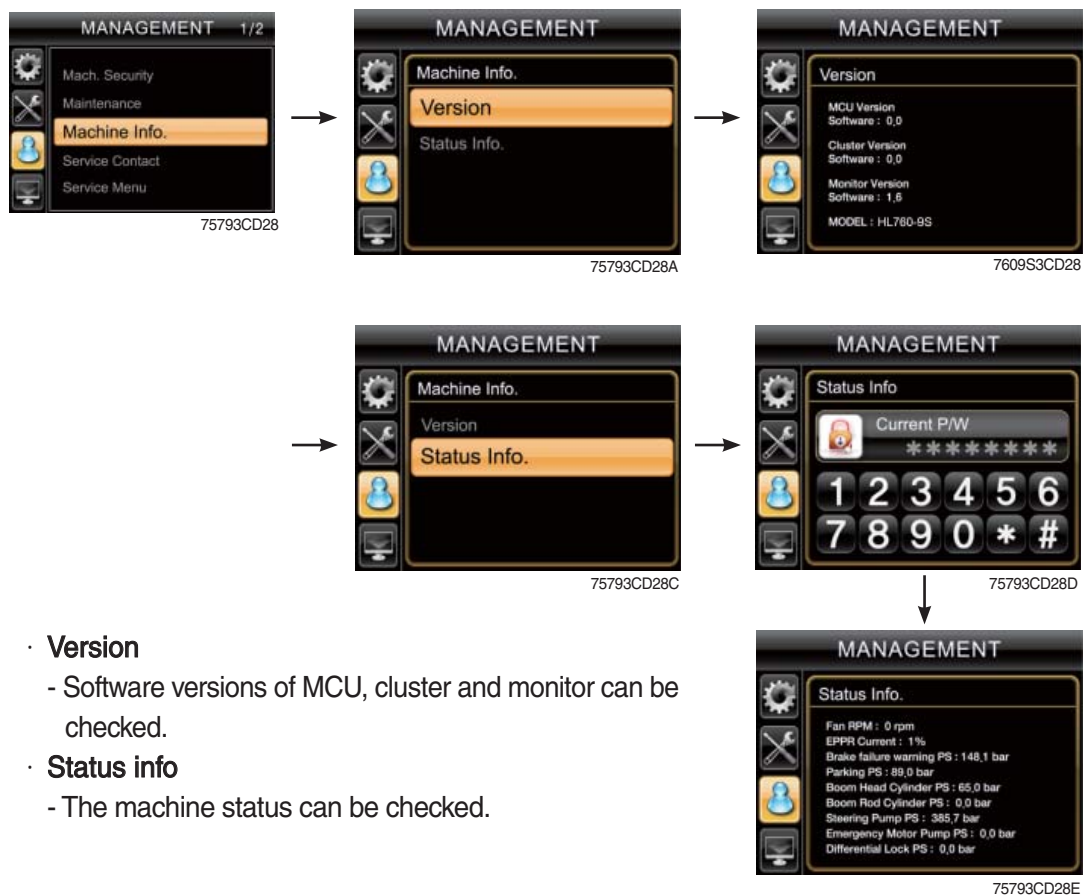 MANAGEMENT 1/2
Mach. Security
Maintenance
Machine Info.
Service Contact
Service Menu
75793CD28
MANAGEMENT
Machine Info.
Version
Status Info.
75793CD28A
MANAGEMENT
Version
MCU Version
Software : 0,0
Cluster Version
Software : 0,0
Monitor Version
Software : 1,6
MODEL : HL760-9S
7609S3CD28
MANAGEMENT
Machine Info.
Version
Status Info.
75793CD28C
MANAGEMENT
Status Info
Current P/W
********
1 2 3 4 5 6
7 8 9 0 * #
75793CD28D
· Version
- Software versions of MCU, cluster and monitor can be
checked.
· Status info
- The machine status can be checked.
MANAGEMENT
Status Info.
Fan RPM : 0 rpm
EPPR Current : 1%
Brake failure warning PS : 148,1 bar
Parking PS : 89,0 bar
Boom Head Cylinder PS : 65,0 bar
Boom Rod Cylinder PS : 0,0 bar
Steering Pump PS : 385,7 bar
Emergency Motor Pump PS : 0,0 bar
Differential Lock PS : 0,0 bar
75793CD28E